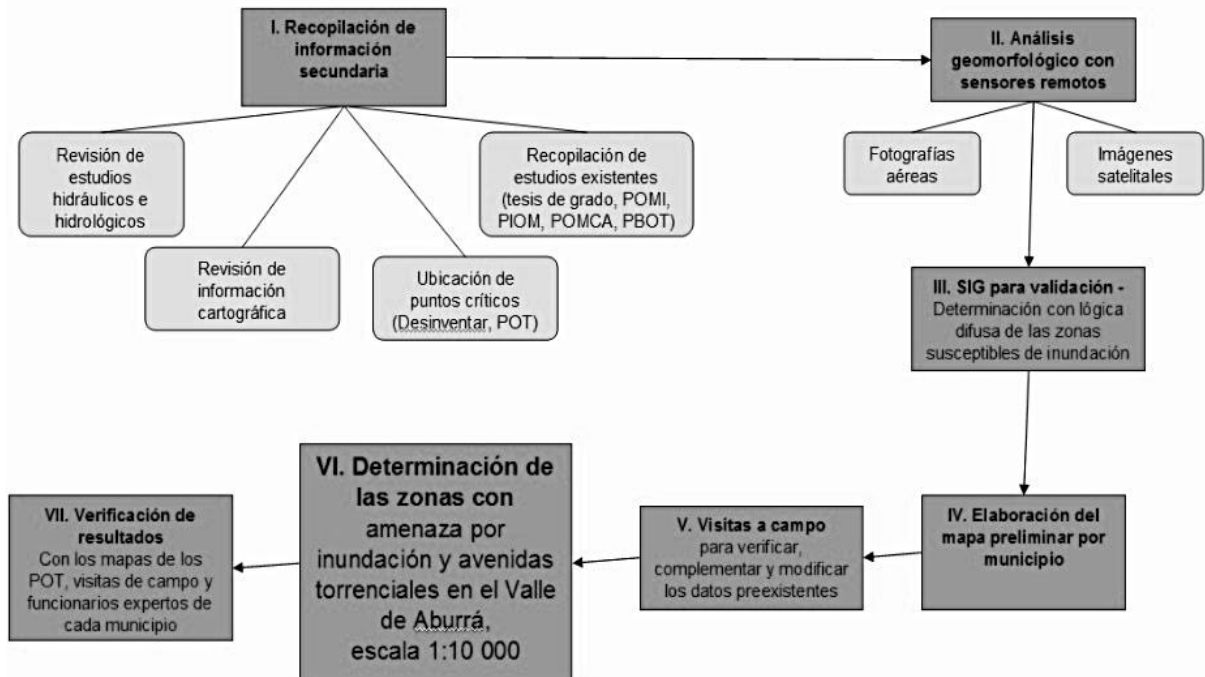 I. Recopilación de
información
secundaria
II. Análisis
geomorfológico con
sensores remotos
Revisión de
estudios
hidráulicos e
hidrológicos
Revisión de
información
cartográfica
Ubicación de
puntos críticos
(Desinventar, POT)
Recopilación de
estudios existentes
(tesis de grado, POMI,
PIOM, POMCA, PBOT)
Fotografías
aéreas
Imágenes
satelitales
III. SIG para validación -
Determinación con lógica
difusa de las zonas
susceptibles de inundación
IV. Elaboración del
mapa preliminar por
municipio
V. Visitas a campo
para verificar,
complementar y modificar
los datos preexistentes
VI. Determinación de
las zonas con
amenaza por
inundación y avenidas
torrenciales en el Valle
de Aburrá,
escala 1:10 000
VII. Verificación de
resultados
Con los mapas de los
POT, visitas de campo y
funcionarios expertos de
cada municipio